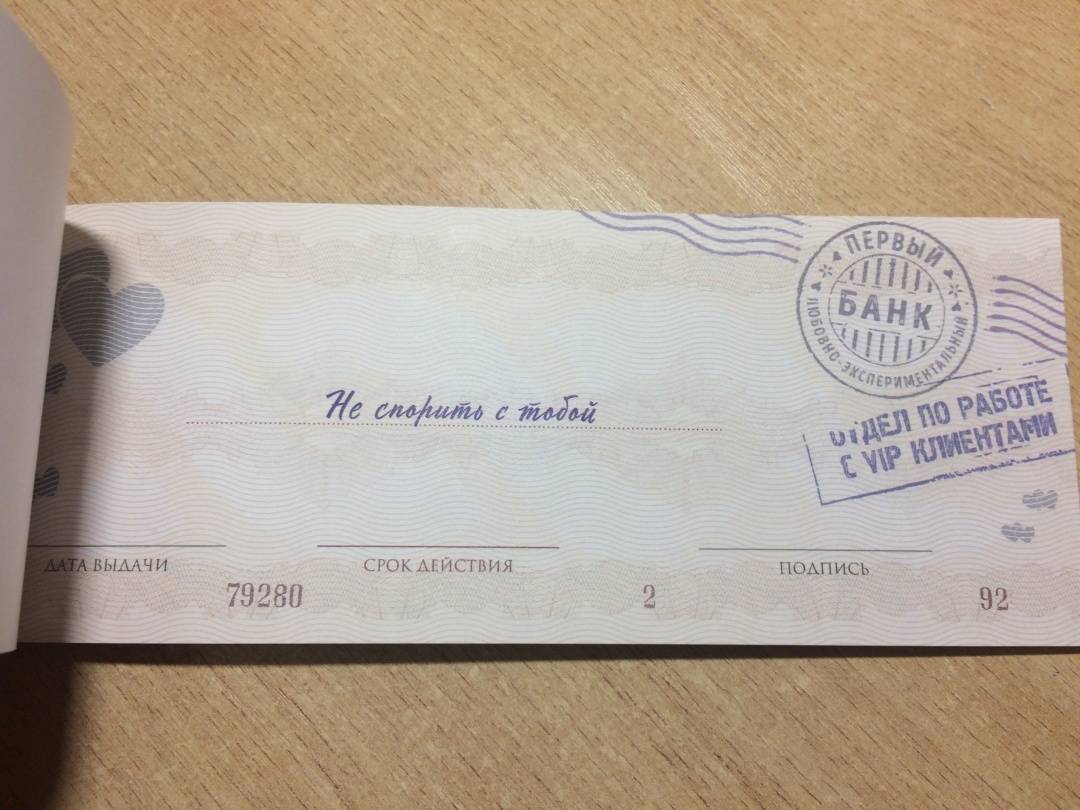 ПЕРВЫЙ
БАНК
ЛЮБОВНО-ЭКСПЕРИМЕНТАЛЬНЫЙ
Не спорить с тобой
ОТДЕЛ ПО РАБОТЕ
С VIP КЛИЕНТАМИ
ДАТА ВЫДАЧИ
СРОК ДЕЙСТВИЯ
ПОДПИСЬ
79280
2
92